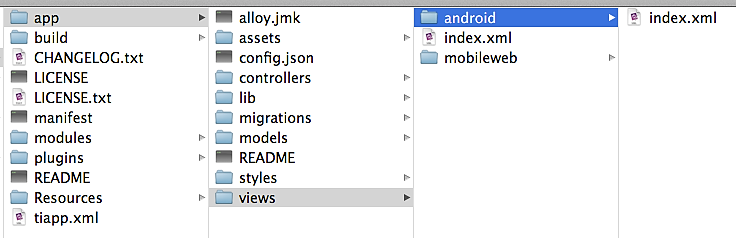 app
build
CHANGELOG.txt
LICENSE
LICENSE.txt
manifest
modules
plugins
README
Resources
tiapp.xml
alloy.jmk
assets
config.json
controllers
lib
migrations
models
README
styles
views
android
index.xml
mobileweb
index.xml